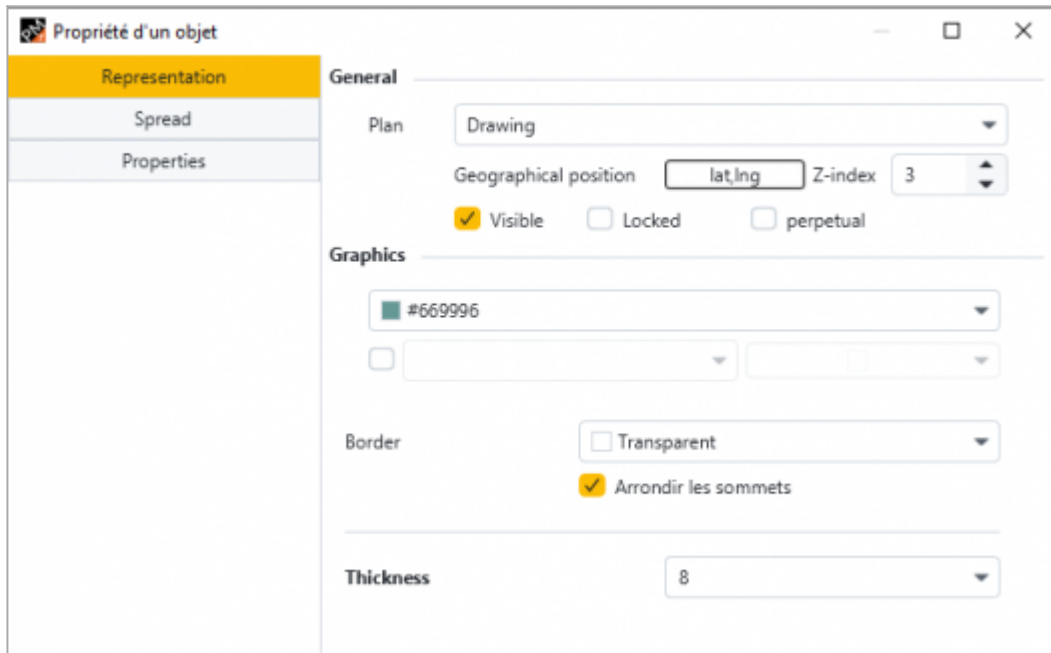 PM Propriété d'un objet
Representation
Spread
Properties
General
Plan Drawing
Geographical position lat,lng Z-index 3
Visible Locked perpetual
Graphics
#669996
Border Transparent
Arrondir les sommets
Thickness 8